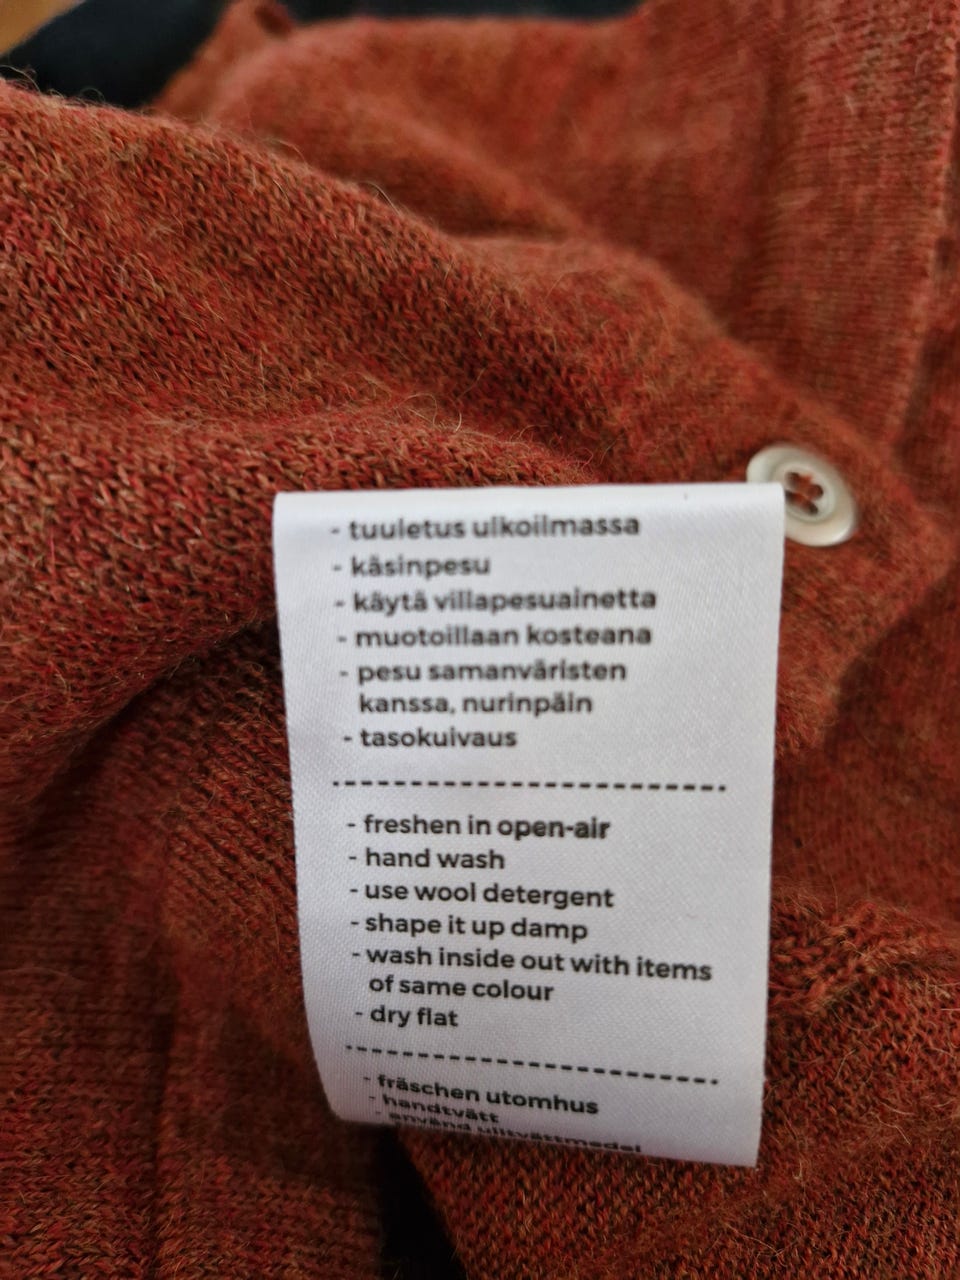 - tuuletus ulkoilmassa
- käsinpesu
- käytä villapesuainetta
- muotoillaan kosteana
- pesu samanväristen
kanssa, nurinpäin
- tasokuivaus
- freshen in open-air
- hand wash
- use wool detergent
- shape it up damp
- wash inside out with items
of same colour
- dry flat
- fräschen utomhus
- handtvätt
- använd ulltvättmedel